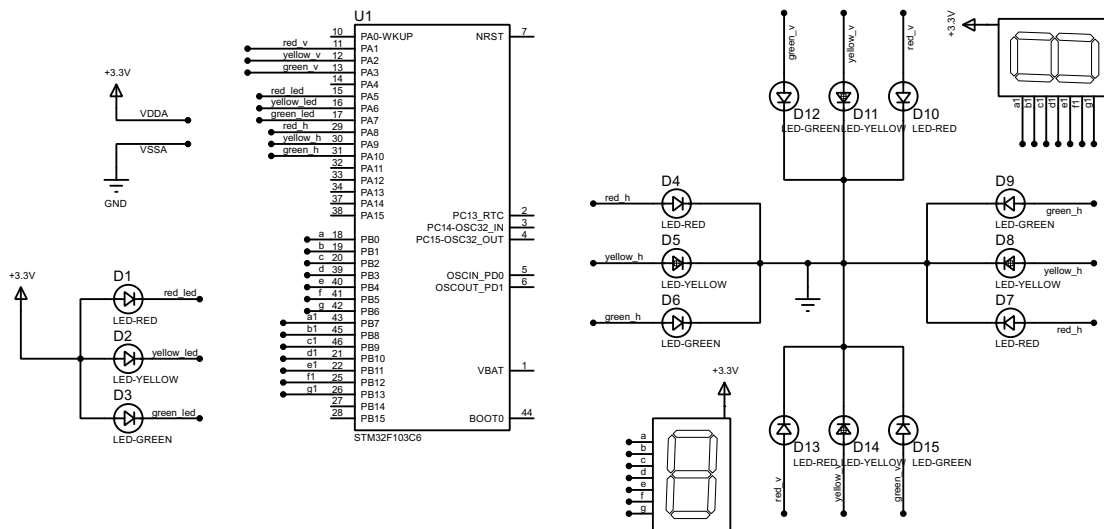 U1
10 PA0-WKUP NRST 7
red_v 11 PA1
yellow_v 12 PA2
green_v 13 PA3
14 PA4
red_led 15 PA5
yellow_led 16 PA6
green_led 17 PA7
red_h 29 PA8
yellow_h 30 PA9
green_h 31 PA10
32 PA11
33 PA12
34 PA13
37 PA14
38 PA15
PC13_RTC 2
PC14-OSC32_IN 3
PC15-OSC32_OUT 4
a 18 PB0
b 19 PB1
c 20 PB2
d 39 PB3
e 40 PB4
f 41 PB5
g 42 PB6
a1 43 PB7
b1 45 PB8
c1 46 PB9
d1 21 PB10
e1 22 PB11
f1 25 PB12
g1 26 PB13
27 PB14
28 PB15
OSCIN_PD0 5
OSCOUT_PD1 6
VBAT 1
BOOT0 44
STM32F103C6
+3.3V
VDDA
VSSA
GND
+3.3V
D1
red_led
LED-RED
D2
yellow_led
LED-YELLOW
D3
green_led
LED-GREEN
green_v
yellow_v
red_v
D12 D11 D10
LED-GREEN LED-YELLOW LED-RED
+3.3V
a1
b1
c1
d1
e1
f1
g1
red_h D4
LED-RED
yellow_h D5
LED-YELLOW
green_h D6
LED-GREEN
D9 green_h
LED-GREEN
D8 yellow_h
LED-YELLOW
D7 red_h
LED-RED
D13 D14 D15
LED-RED LED-YELLOW LED-GREEN
red_v
yellow_v
green_v
+3.3V
a
b
c
d
e
f
g